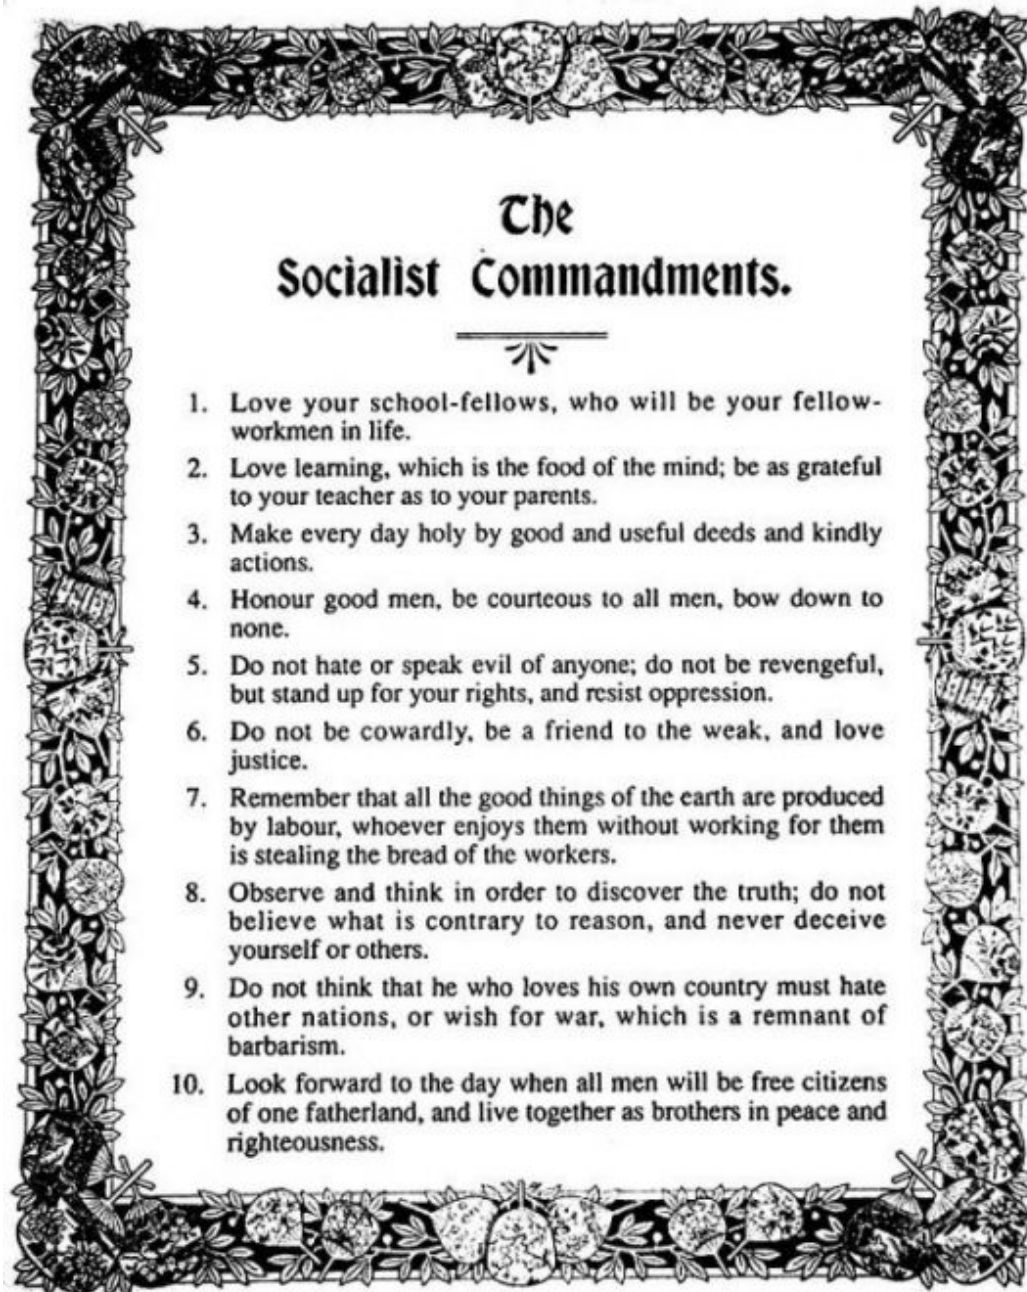 The
Socialist Commandments.
1. Love your school-fellows, who will be your fellow-
workmen in life.
2. Love learning, which is the food of the mind; be as grateful
to your teacher as to your parents.
3. Make every day holy by good and useful deeds and kindly
actions.
4. Honour good men, be courteous to all men, bow down to
none.
5. Do not hate or speak evil of anyone; do not be revengeful,
but stand up for your rights, and resist oppression.
6. Do not be cowardly, be a friend to the weak, and love
justice.
7. Remember that all the good things of the earth are produced
by labour, whoever enjoys them without working for them
is stealing the bread of the workers.
8. Observe and think in order to discover the truth; do not
believe what is contrary to reason, and never deceive
yourself or others.
9. Do not think that he who loves his own country must hate
other nations, or wish for war, which is a remnant of
barbarism.
10. Look forward to the day when all men will be free citizens
of one fatherland, and live together as brothers in peace and
righteousness.